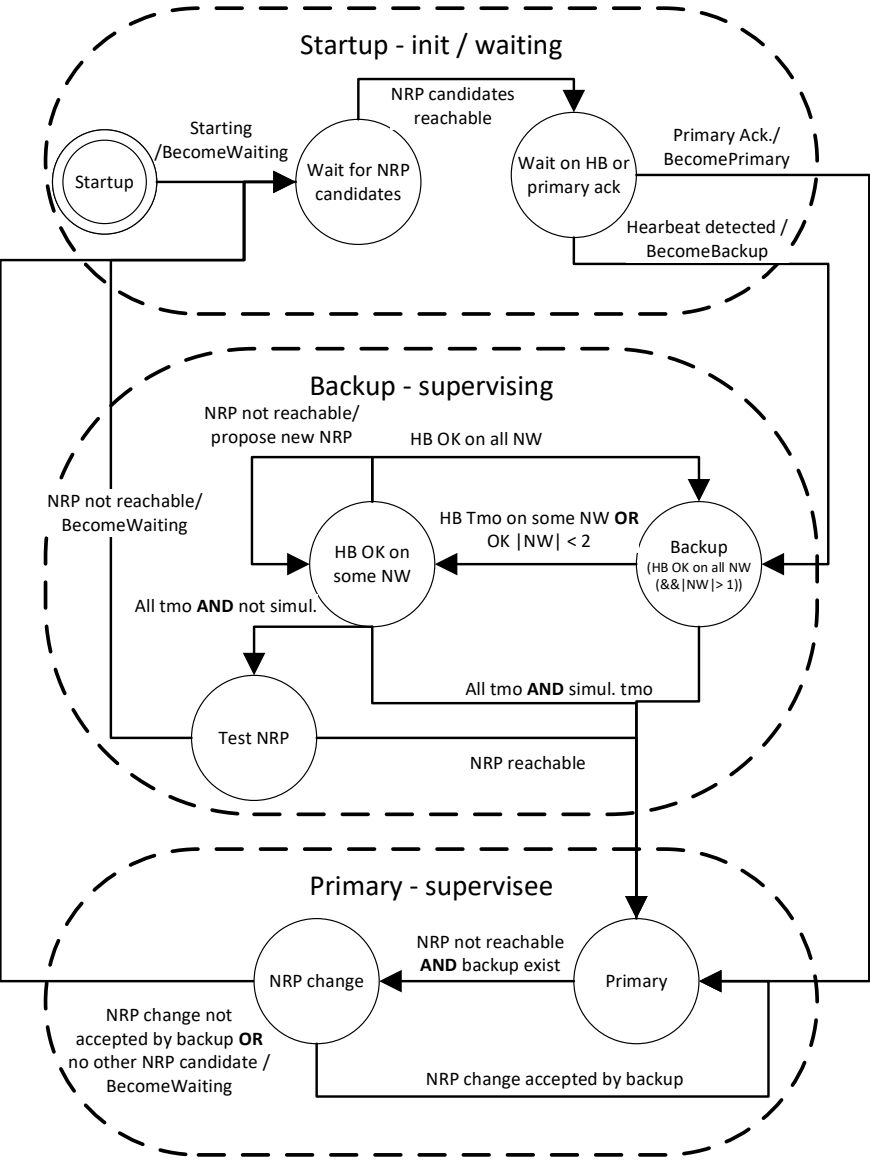 Startup - init / waiting
NRP candidates
reachable
Starting
/BecomeWaiting
Primary Ack./
BecomePrimary
Startup
Wait for NRP
candidates
Wait on HB or
primary ack
Hearbeat detected /
BecomeBackup
Backup - supervising
NRP not reachable/
propose new NRP
HB OK on all NW
NRP not reachable/
BecomeWaiting
HB Tmo on some NW OR
OK |NW| < 2
HB OK on
some NW
Backup
(HB OK on all NW
(&&|NW|> 1))
All tmo AND not simul.
All tmo AND simul. tmo
Test NRP
NRP reachable
Primary - supervisee
NRP not reachable
AND backup exist
NRP change
Primary
NRP change not
accepted by backup OR
no other NRP candidate /
BecomeWaiting
NRP change accepted by backup